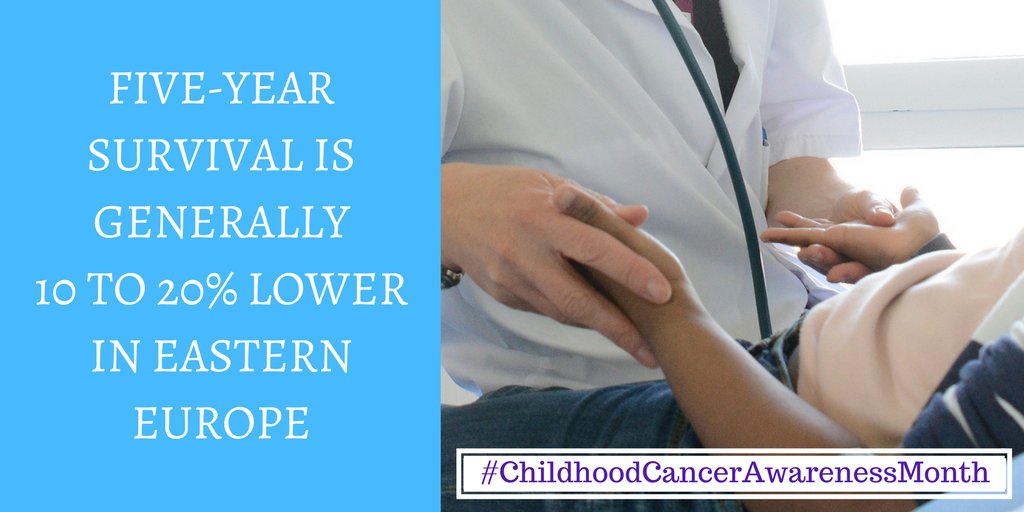 FIVE-YEAR
SURVIVAL IS
GENERALLY
10 TO 20% LOWER
IN EASTERN
EUROPE
#ChildhoodCancerAwarenessMonth